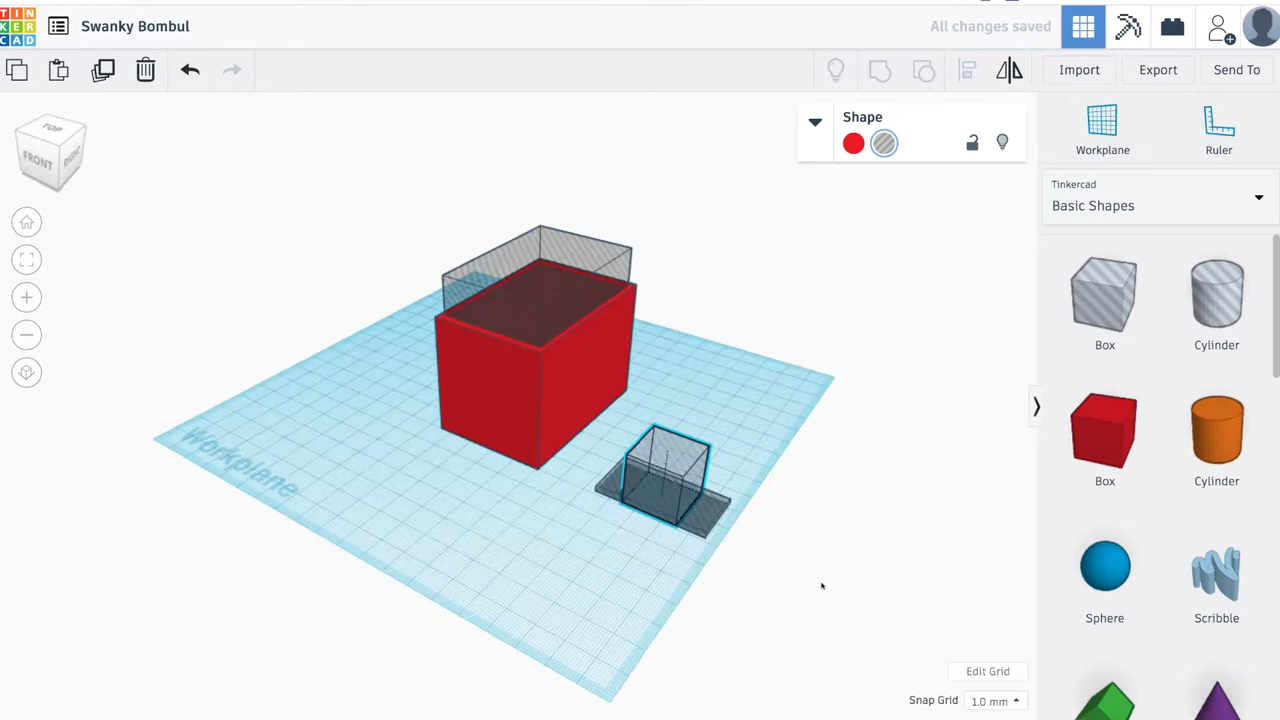 TIN
KER
CAD
Swanky Bombul
All changes saved
Import
Export
Send To
Shape
TOP
FRONT
RIGHT
Workplane
Ruler
Tinkercad
Basic Shapes
Box
Cylinder
Box
Cylinder
Sphere
Scribble
Workplane
Edit Grid
Snap Grid
1.0 mm